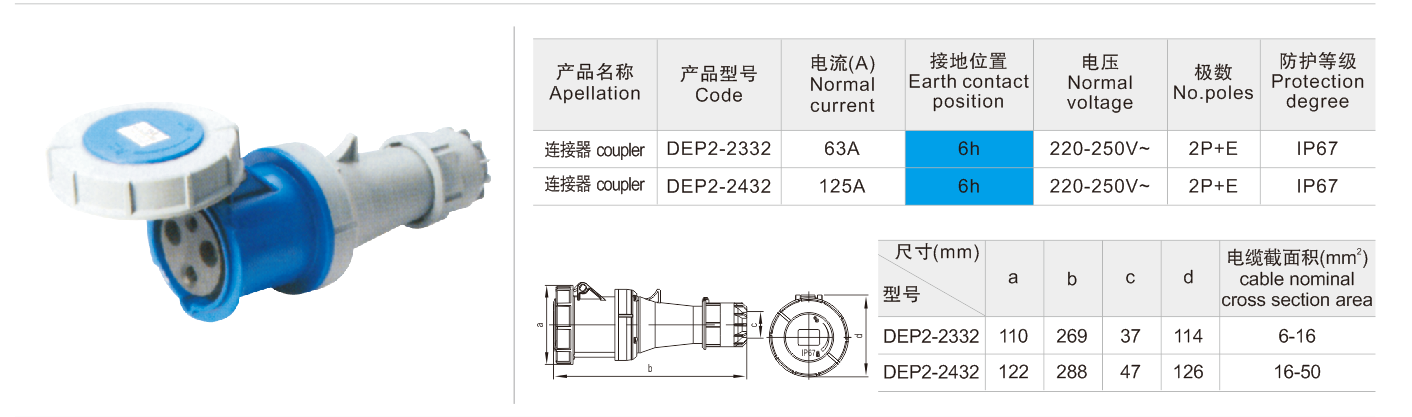 产品名称
Apellation
产品型号
Code
电流(A)
Normal
current
接地位置
Earth contact
position
电压
Normal
voltage
极数
No.poles
防护等级
Protection
degree
连接器 coupler DEP2-2332 63A 6h 220-250V~ 2P+E IP67
连接器 coupler DEP2-2432 125A 6h 220-250V~ 2P+E IP67
a
b
c
d
IP67
尺寸(mm)
型号
a b c d
电缆截面积(mm²)
cable nominal
cross section area
DEP2-2332 110 269 37 114 6-16
DEP2-2432 122 288 47 126 16-50